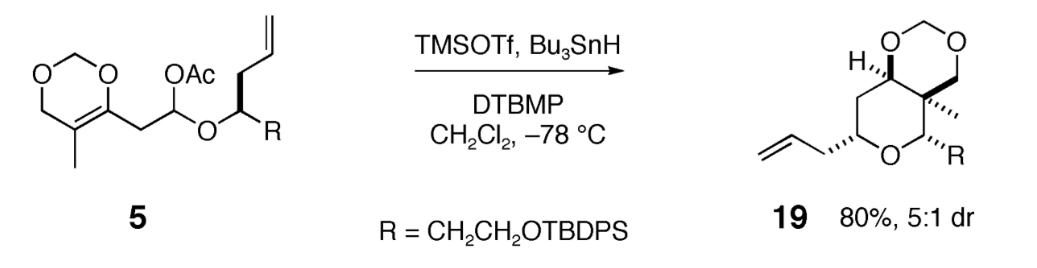 O O OAc O R
5
TMSOTf, Bu₃SnH
DTBMP
CH₂Cl₂, –78 °C
R = CH₂CH₂OTBDPS
O O H O R
19 80%, 5:1 dr